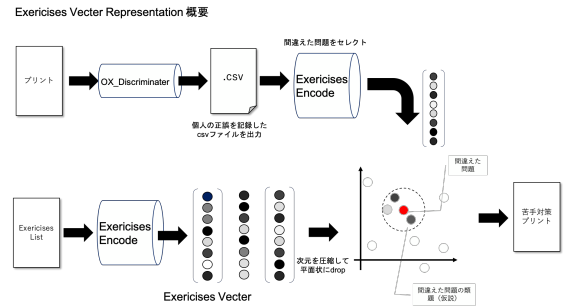 Exericises Vecter Representation 概要
間違えた問題をセレクト
プリント
OX_Discriminater
.CSV
Exericises
Encode
個人の正誤を記録した
csvファイルを出力
間違えた
問題
Exericises
List
Exericises
Encode
苦手対策
プリント
次元を圧縮して
平面状にdrop
Exericises Vecter
間違えた問題の類
題（仮説）